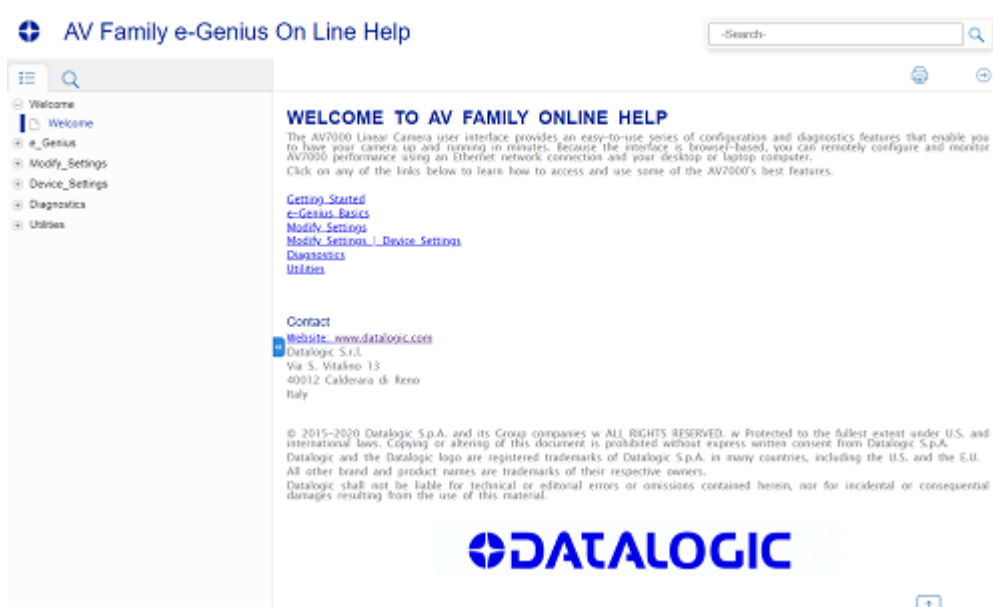 AV Family e-Genius On Line Help
-Search-
Welcome
Welcome
e_Genius
Modify_Settings
Device_Settings
Diagnostics
Utilities
WELCOME TO AV FAMILY ONLINE HELP
The AV7000 Linear Camera user interface provides an easy-to-use series of configuration and diagnostics features that enable you
to have your camera up and running in minutes. Because the interface is browser-based, you can remotely configure and monitor
AV7000 performance using an Ethernet network connection and your desktop or laptop computer.
Click on any of the links below to learn how to access and use some of the AV7000's best features.
Getting Started
e-Genius Basics
Modify Settings
Modify Settings | Device Settings
Diagnostics
Utilities
Contact
Website: www.datalogic.com
Datalogic S.r.l.
Via S. Vitalino 13
40012 Calderara di Reno
Italy
© 2015-2020 Datalogic S.p.A. and its Group companies w ALL RIGHTS RESERVED. w Protected to the fullest extent under U.S. and
international laws. Copying or altering of this document is prohibited without express written consent from Datalogic S.p.A.
Datalogic and the Datalogic logo are registered trademarks of Datalogic S.p.A. in many countries, including the U.S. and the E.U.
All other brand and product names are trademarks of their respective owners.
Datalogic shall not be liable for technical or editorial errors or omissions contained herein, nor for incidental or consequential
damages resulting from the use of this material.
DATALOGIC